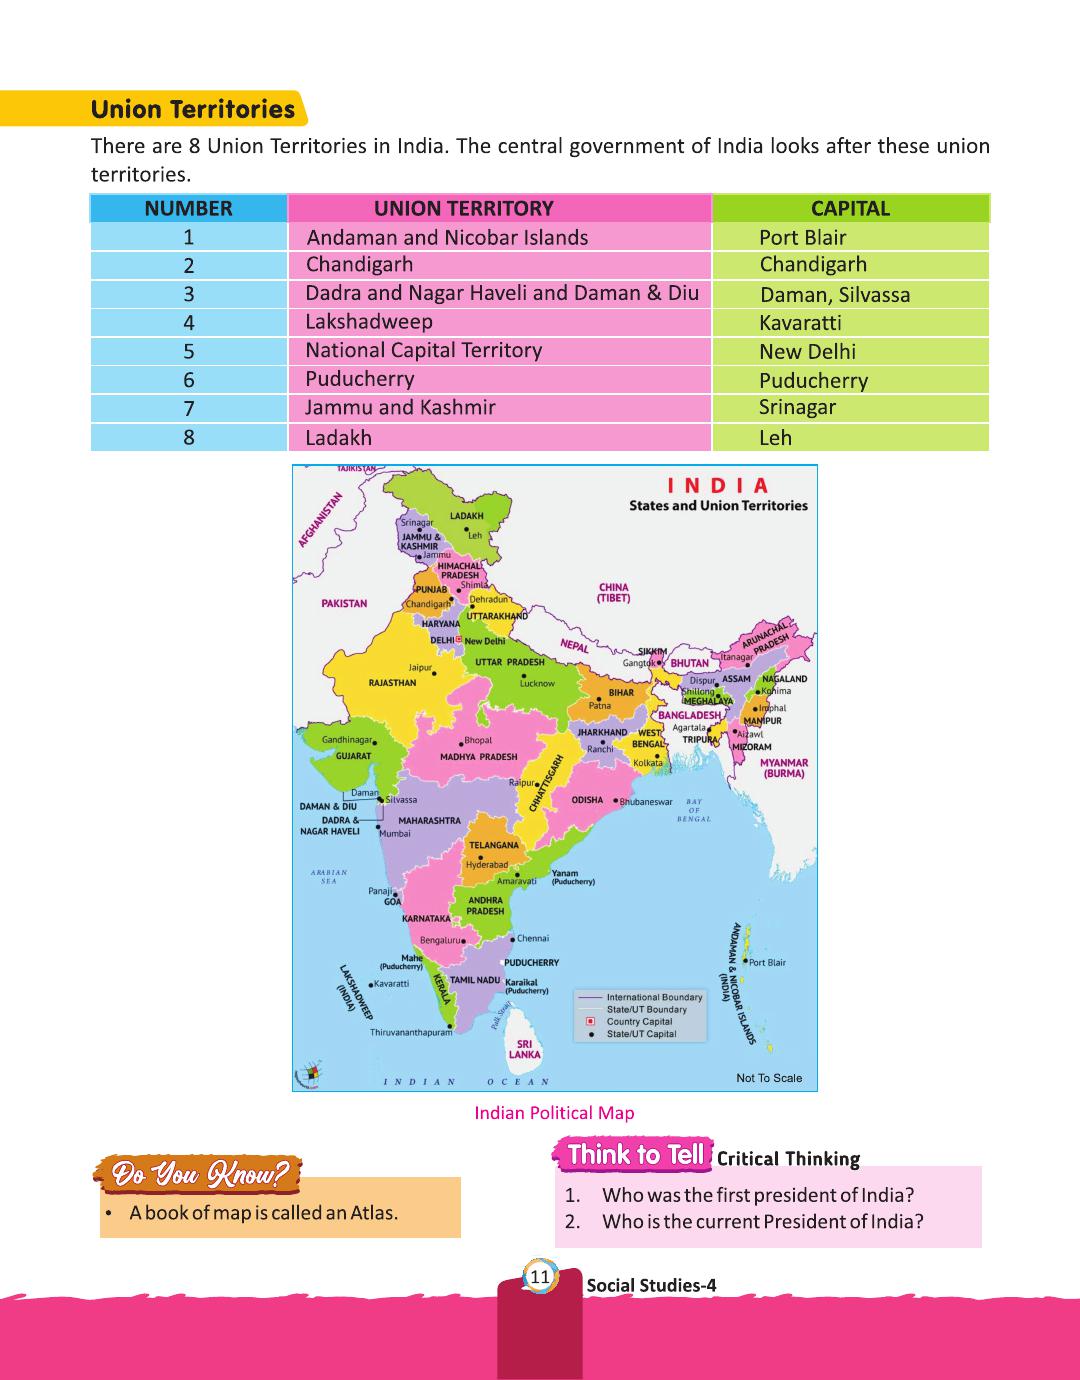 Union Territories
There are 8 Union Territories in India. The central government of India looks after these union
territories.
NUMBER UNION TERRITORY CAPITAL
1 Andaman and Nicobar Islands Port Blair
2 Chandigarh Chandigarh
3 Dadra and Nagar Haveli and Daman & Diu Daman, Silvassa
4 Lakshadweep Kavaratti
5 National Capital Territory New Delhi
6 Puducherry Puducherry
7 Jammu and Kashmir Srinagar
8 Ladakh Leh
TAJIKISTAN
INDIA
States and Union Territories
AFGHANISTAN
LADAKH
Srinagar
Leh
JAMMU &
KASHMIR
Jammu
HIMACHAL
PRADESH
Shimla
PUNJAB
CHINA
(TIBET)
PAKISTAN
Chandigarh
Dehradun
UTTARAKHAND
HARYANA
DELHI
New Delhi
NEPAL
ARUNACHAL
PRADESH
SIKKIM
Gangtok
BHUTAN
Itanagar
UTTAR PRADESH
Jaipur
RAJASTHAN
Lucknow
Dispur
ASSAM
NAGALAND
Kohima
BIHAR
Patna
Shillong
MEGHALAYA
Imphal
BANGLADESH
MANIPUR
Agartala
Aizawl
TRIPURA
MIZORAM
JHARKHAND
Ranchi
WEST
BENGAL
Kolkata
MYANMAR
(BURMA)
Gandhinagar
GUJARAT
Bhopal
MADHYA PRADESH
CHHATTISGARH
Raipur
Daman
Silvassa
DAMAN & DIU
DADRA &
NAGAR HAVELI
MAHARASHTRA
Mumbai
ODISHA
Bhubaneswar
BAY
OF
BENGAL
TELANGANA
Hyderabad
ARABIAN
SEA
Amaravati
Yanam
(Puducherry)
Panaji
GOA
ANDHRA
PRADESH
KARNATAKA
Bengaluru
Chennai
Mahe
(Puducherry)
PUDUCHERRY
Port Blair
ANDAMAN & NICOBAR ISLANDS
(INDIA)
LAKSHADWEEP
(INDIA)
Kavaratti
KERALA
TAMIL NADU
Karaikal
(Puducherry)
Palk Strait
Thiruvananthapuram
SRI
LANKA
International Boundary
State/UT Boundary
Country Capital
State/UT Capital
INDIAN OCEAN
Not To Scale
Indian Political Map
Do You Know?
• A book of map is called an Atlas.
Think to Tell Critical Thinking
1. Who was the first president of India?
2. Who is the current President of India?
11
Social Studies-4